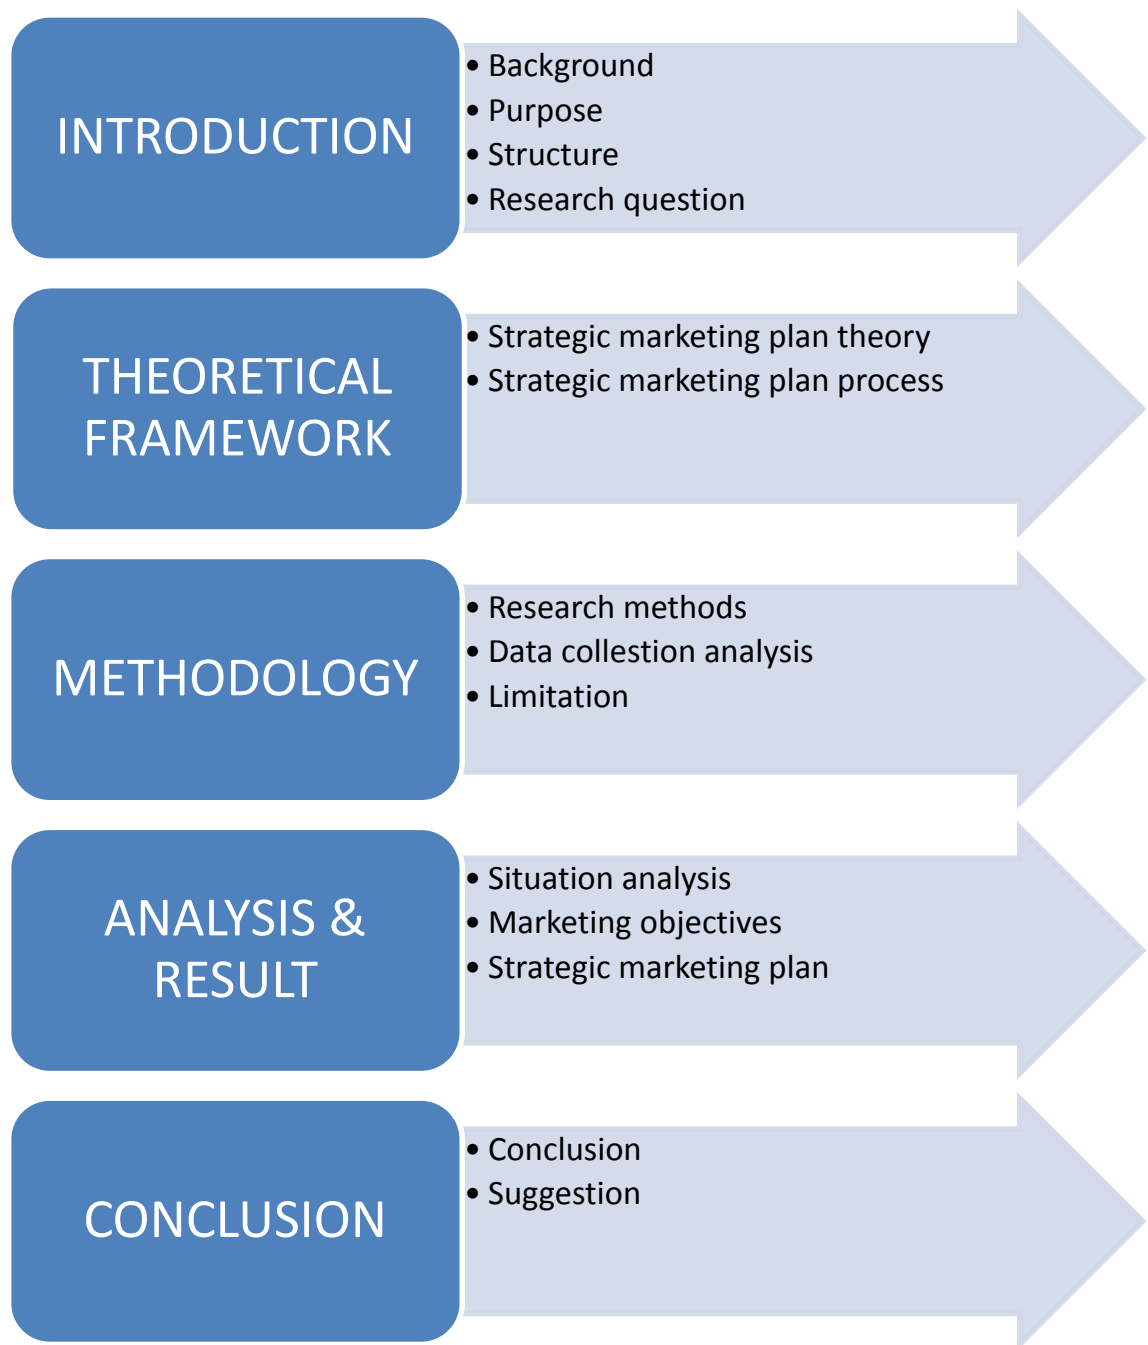 INTRODUCTION
• Background
• Purpose
• Structure
• Research question
THEORETICAL
FRAMEWORK
• Strategic marketing plan theory
• Strategic marketing plan process
METHODOLOGY
• Research methods
• Data collestion analysis
• Limitation
ANALYSIS &
RESULT
• Situation analysis
• Marketing objectives
• Strategic marketing plan
CONCLUSION
• Conclusion
• Suggestion